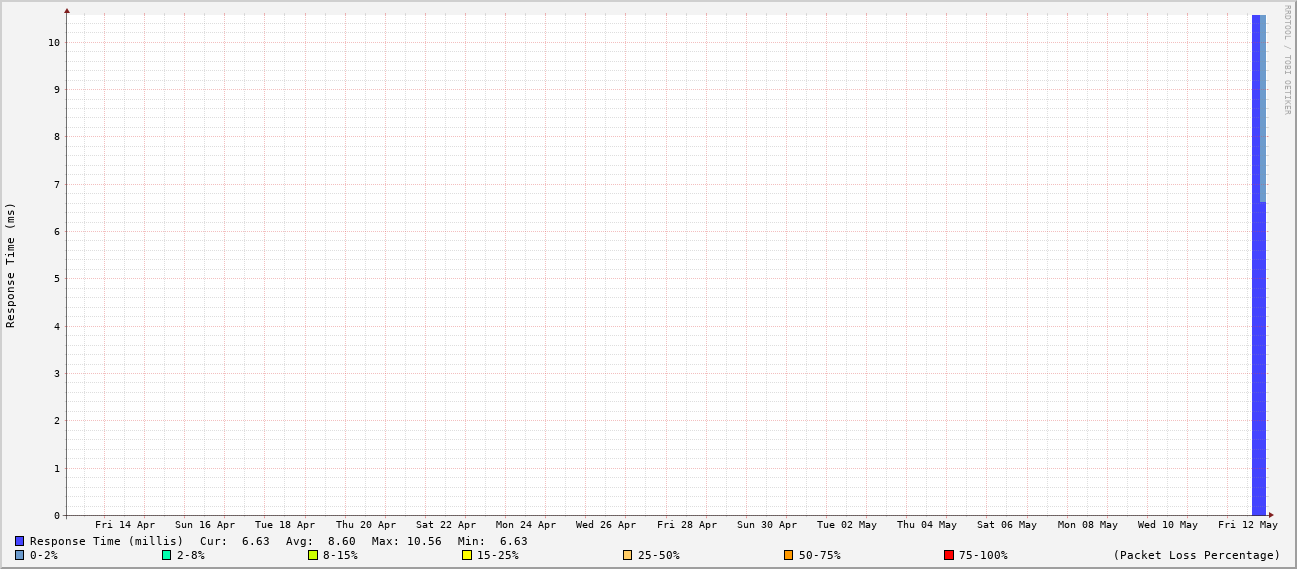 RRDTOOL / TOBI OETIKER
Response Time (ms)
10
9
8
7
6
5
4
3
2
1
0
Fri 14 Apr Sun 16 Apr Tue 18 Apr Thu 20 Apr Sat 22 Apr Mon 24 Apr Wed 26 Apr Fri 28 Apr Sun 30 Apr Tue 02 May Thu 04 May Sat 06 May Mon 08 May Wed 10 May Fri 12 May
Response Time (millis) Cur: 6.63 Avg: 8.60 Max: 10.56 Min: 6.63
0-2% 2-8% 8-15% 15-25% 25-50% 50-75% 75-100% (Packet Loss Percentage)